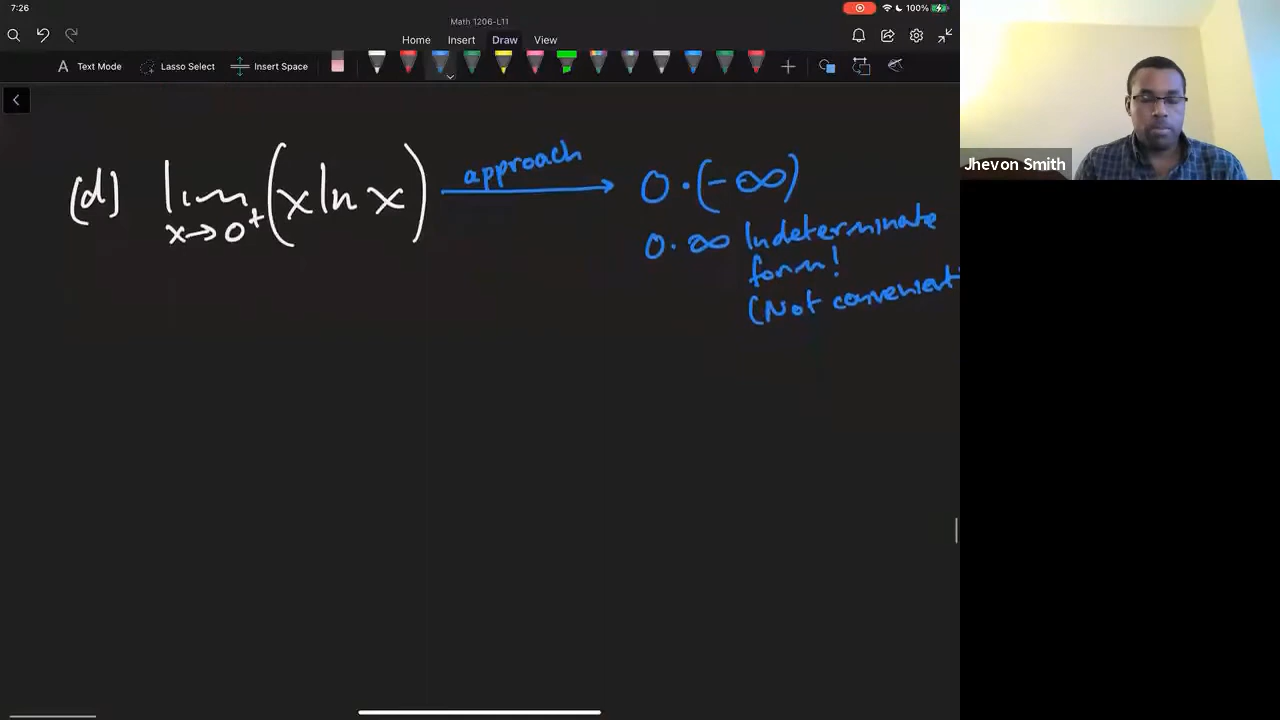 7:26
100%
Math 1206-L11
Home Insert Draw View
Text Mode Lasso Select Insert Space
approach
(d) lim (x ln x) 0·(-∞)
x→0⁺
0·∞ Indeterminate
form!
(Not convenient
Jhevon Smith